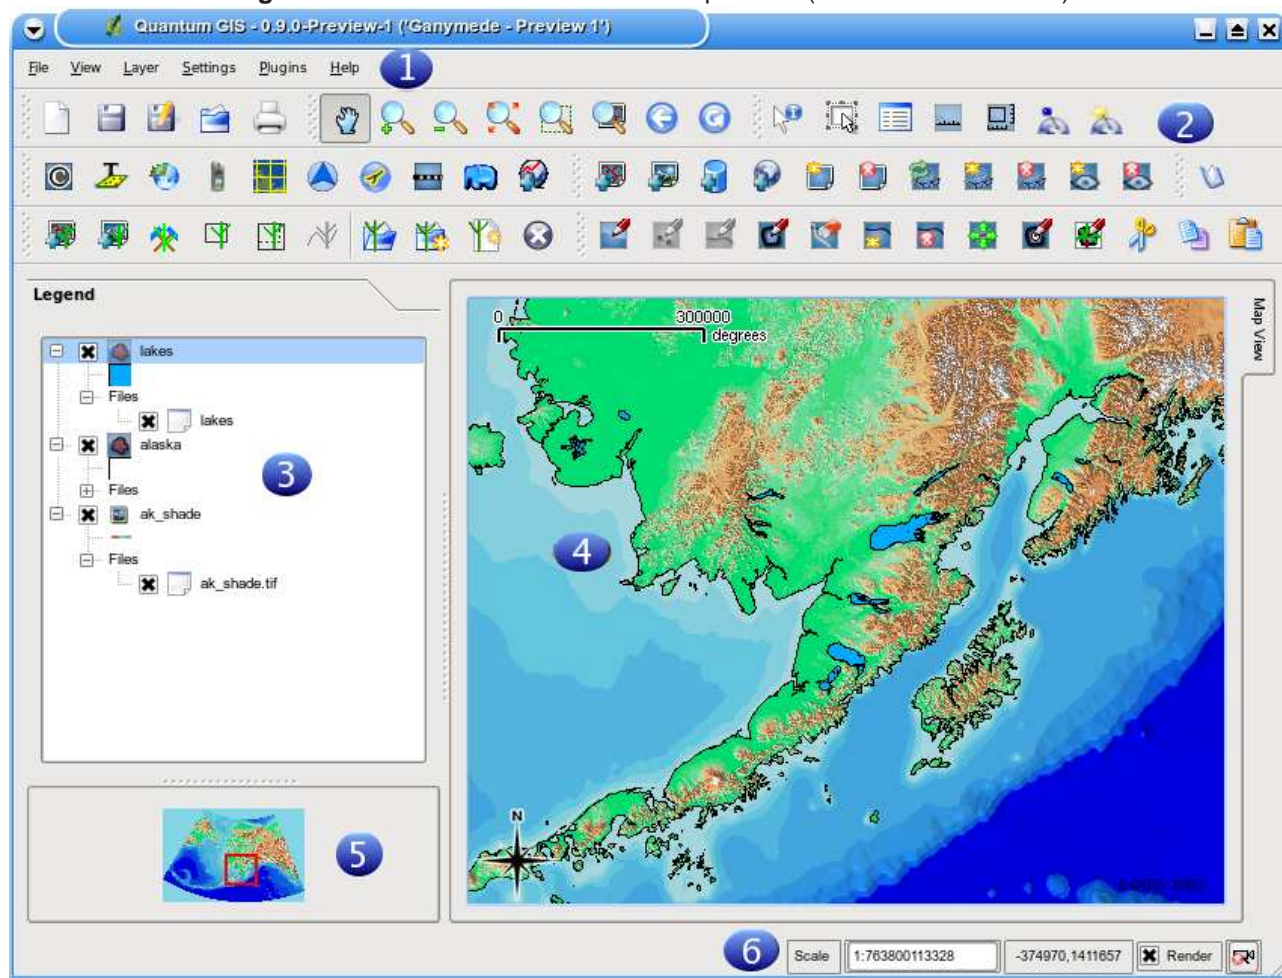 Quantum GIS - 0.9.0-Preview-1 ('Ganymede - Preview 1')
File View Layer Settings Plugins Help
1
2
Legend
lakes
Files
lakes
alaska
Files
ak_shade
Files
ak_shade.tif
3
0 300000
degrees
Map View
4
N
5
6
Scale 1:763800113328 -374970,1411657 Render